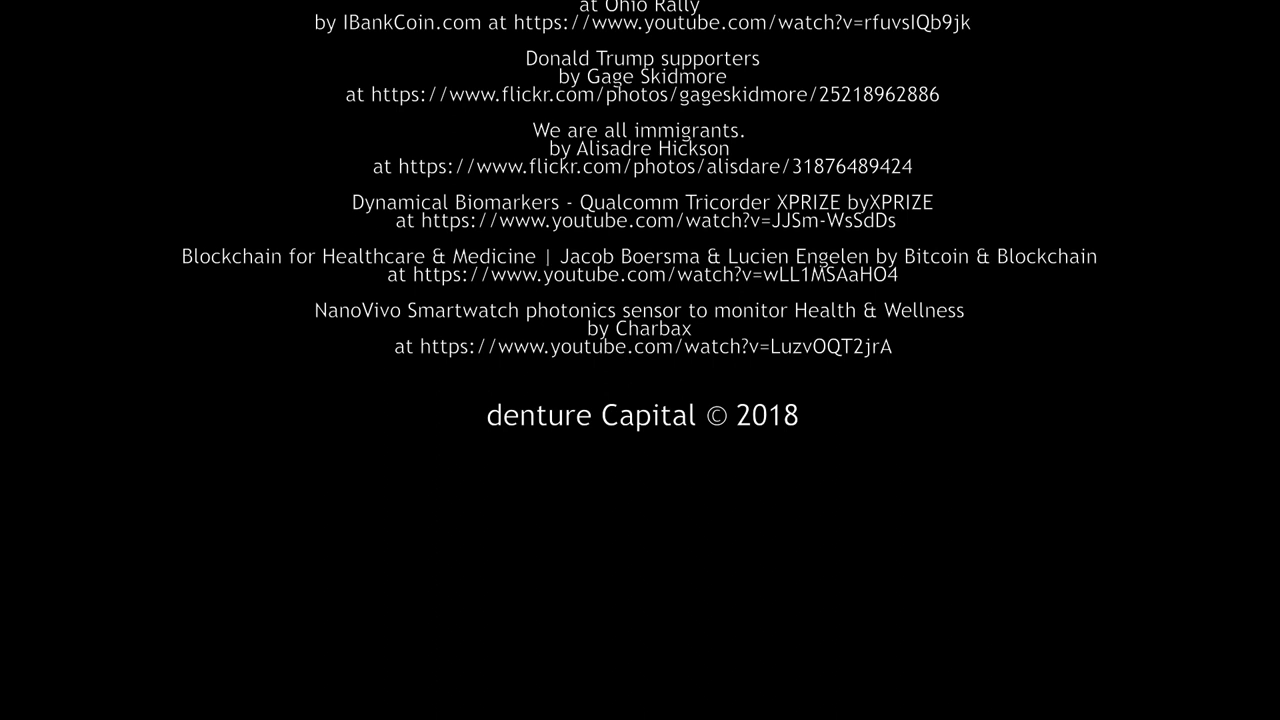 at Ohio Rally
by IBankCoin.com at https://www.youtube.com/watch?v=rfuvsIQb9jk
Donald Trump supporters
by Gage Skidmore
at https://www.flickr.com/photos/gageskidmore/25218962886
We are all immigrants.
by Alisadre Hickson
at https://www.flickr.com/photos/alisdare/31876489424
Dynamical Biomarkers - Qualcomm Tricorder XPRIZE byXPRIZE
at https://www.youtube.com/watch?v=JJSm-WsSdDs
Blockchain for Healthcare & Medicine | Jacob Boersma & Lucien Engelen by Bitcoin & Blockchain
at https://www.youtube.com/watch?v=wLL1MSAaHO4
NanoVivo Smartwatch photonics sensor to monitor Health & Wellness
by Charbax
at https://www.youtube.com/watch?v=LuzvOQT2jrA
denture Capital © 2018